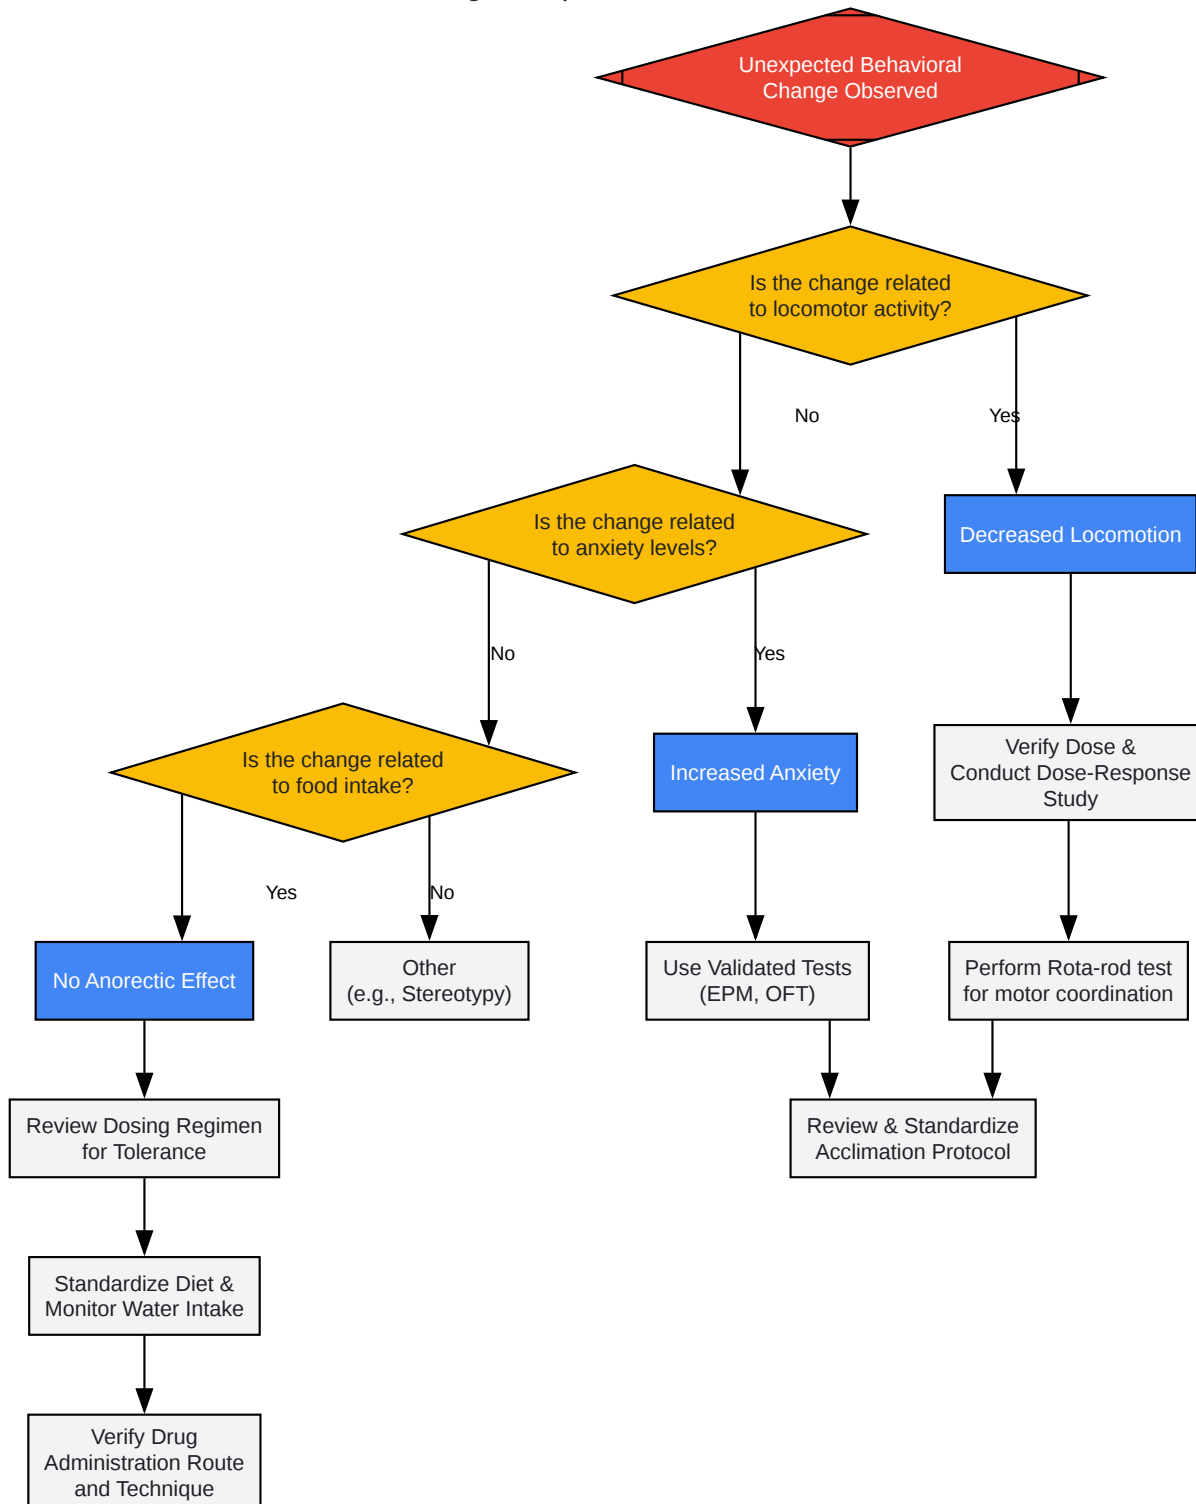 Unexpected Behavioral
Change Observed
Is the change related
to locomotor activity?
No
Yes
Is the change related
to anxiety levels?
Decreased Locomotion
No
Yes
Is the change related
to food intake?
Increased Anxiety
Verify Dose &
Conduct Dose-Response
Study
Yes
No
No Anorectic Effect
Other
(e.g., Stereotypy)
Use Validated Tests
(EPM, OFT)
Perform Rota-rod test
for motor coordination
Review Dosing Regimen
for Tolerance
Review & Standardize
Acclimation Protocol
Standardize Diet &
Monitor Water Intake
Verify Drug
Administration Route
and Technique